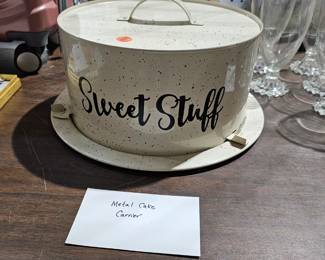 Sweet Stuff
Metal Cake
Carrier